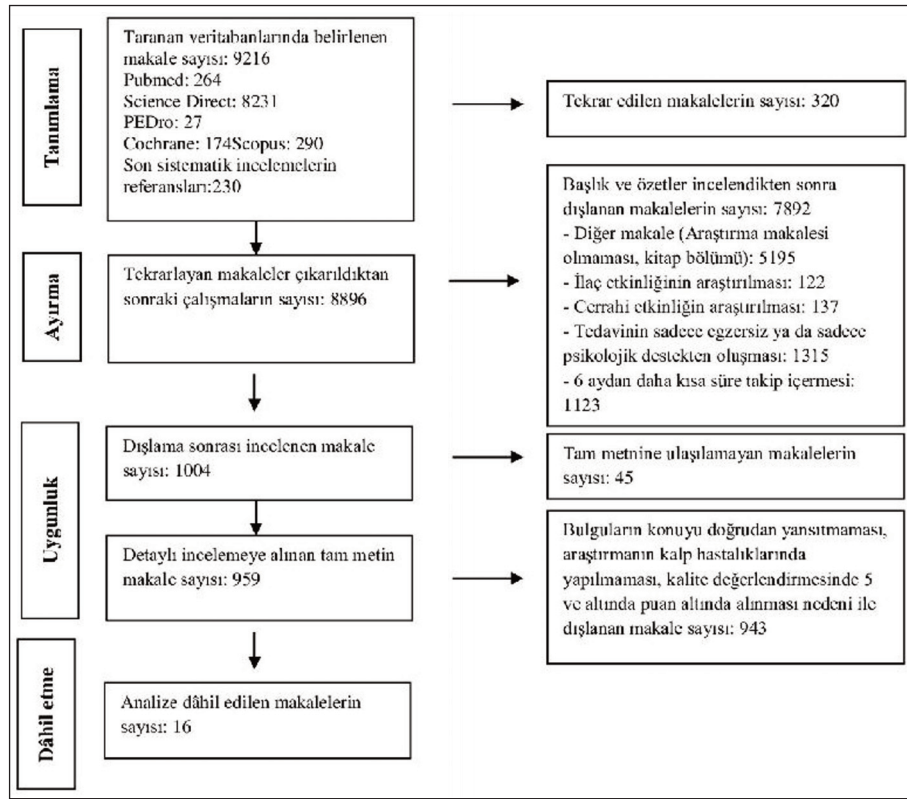 Tanımlama
Taranan veritabanlarında belirlenen
makale sayısı: 9216
Pubmed: 264
Science Direct: 8231
PEDro: 27
Cochrane: 174Scopus: 290
Son sistematik incelemelerin
referansları:230
Tekrar edilen makalelerin sayısı: 320
Ayırma
Tekrarlayan makaleler çıkarıldıktan
sonraki çalışmaların sayısı: 8896
Başlık ve özetler incelendikten sonra
dışlanan makalelerin sayısı: 7892
- Diğer makale (Araştırma makalesi
olmaması, kitap bölümü): 5195
- İlaç etkinliğinin araştırılması: 122
- Cerrahi etkinliğin araştırılması: 137
- Tedavinin sadece egzersiz ya da sadece
psikolojik destekten oluşması: 1315
- 6 aydan daha kısa süre takip içermesi:
1123
Uygunluk
Dışlama sonrası incelenen makale
sayısı: 1004
Tam metnine ulaşılamayan makalelerin
sayısı: 45
Detaylı incelemeye alınan tam metin
makale sayısı: 959
Bulguların konuyu doğrudan yansıtmaması,
araştırmanın kalp hastalıklarında
yapılmaması, kalite değerlendirmesinde 5
ve altında puan altında alınması nedeni ile
dışlanan makale sayısı: 943
Dâhil etme
Analize dâhil edilen makalelerin
sayısı: 16